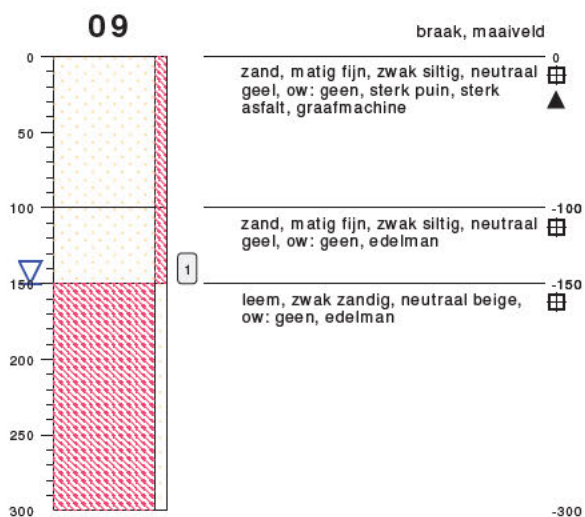 09
braak, maaiveld
0
0
zand, matig fijn, zwak siltig, neutraal
geel, ow: geen, sterk puin, sterk
asfalt, graafmachine
50
100
-100
zand, matig fijn, zwak siltig, neutraal
geel, ow: geen, edelman
1
150
-150
leem, zwak zandig, neutraal beige,
ow: geen, edelman
200
250
300
-300